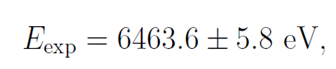 E_exp = 6463.6 ± 5.8 eV,